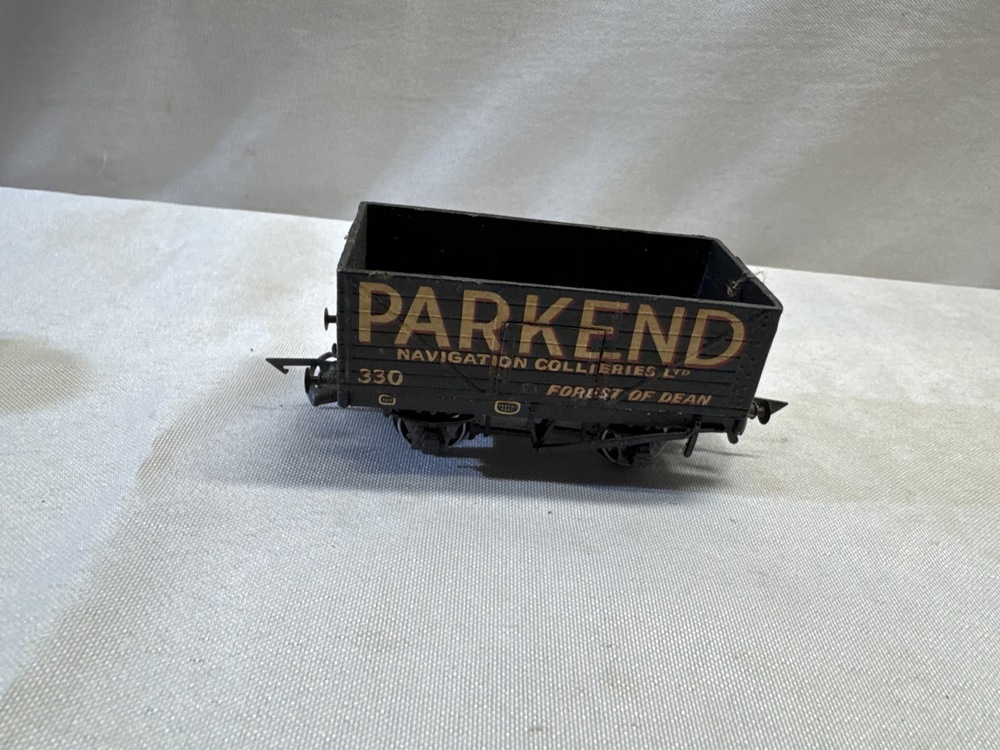 PARKEND
NAVIGATION COLLIERIES LTD
330
FOREST OF DEAN